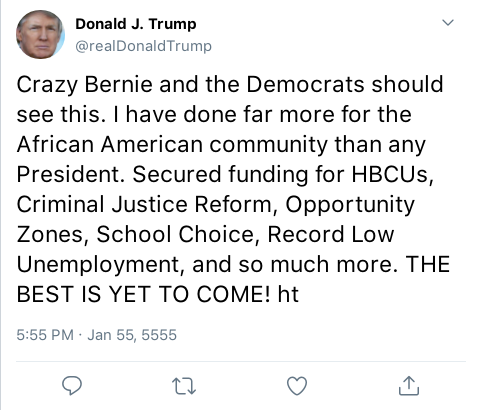 Donald J. Trump
@realDonaldTrump
Crazy Bernie and the Democrats should
see this. I have done far more for the
African American community than any
President. Secured funding for HBCUs,
Criminal Justice Reform, Opportunity
Zones, School Choice, Record Low
Unemployment, and so much more. THE
BEST IS YET TO COME! ht
5:55 PM · Jan 55, 5555